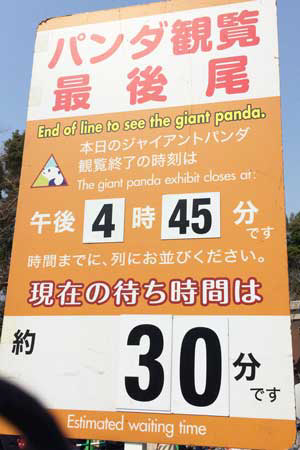 パンダ観覧
最後尾
End of line to see the giant panda.
本日のジャイアントパンダ
観覧終了の時刻は
The giant panda exhibit closes at:
午後4時45分です
時間までに、列にお並びください。
現在の待ち時間は
約30分です
Estimated waiting time